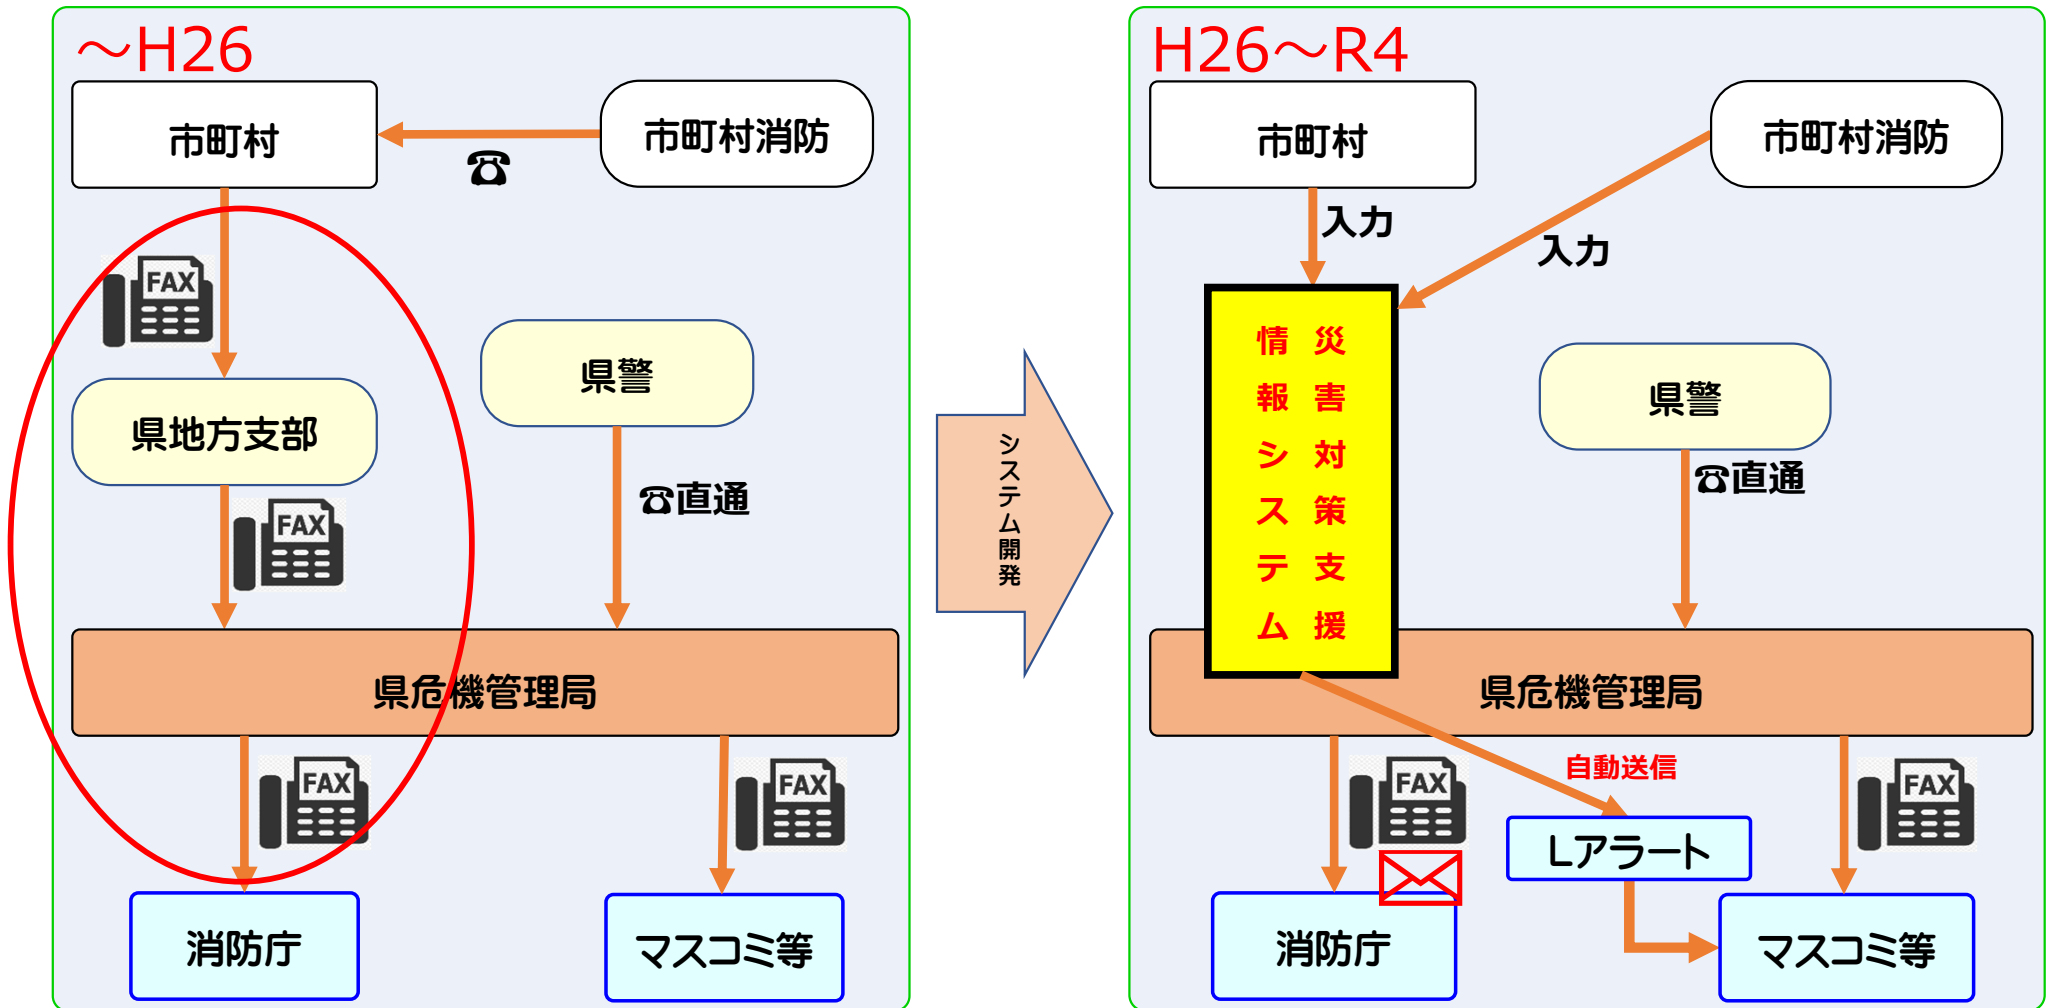 ～H26
市町村
市町村消防
☎
FAX
県地方支部
県警
FAX
☎直通
県危機管理局
FAX
FAX
消防庁
マスコミ等
システム開発
H26～R4
市町村
市町村消防
入力
入力
災害対策支援
情報システム
県警
☎直通
県危機管理局
自動送信
FAX
FAX
Lアラート
消防庁
マスコミ等